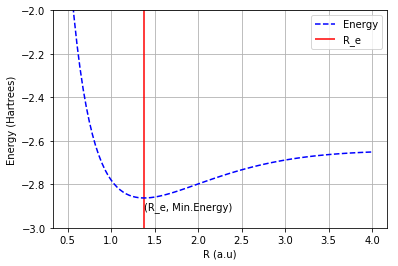 -2.0
-2.2
-2.4
-2.6
-2.8
-3.0
Energy (Hartrees)
Energy
R_e
(R_e, Min.Energy)
0.5 1.0 1.5 2.0 2.5 3.0 3.5 4.0
R (a.u)